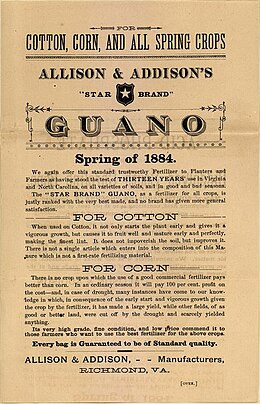 FOR
COTTON, CORN, AND ALL SPRING CROPS
ALLISON & ADDISON'S
"STAR BRAND"
GUANO
Spring of 1884.
We again offer this standard trustworthy Fertilizer to Planters and
Farmers as having stood the test of THIRTEEN YEARS' use in Virginia
and North Carolina, on all varieties of soils, and in good and bad seasons.
The "STAR BRAND" GUANO, as a fertilizer for all crops, is
justly ranked with the very best made, and no brand has given more general
satisfaction.
FOR COTTON
When used on Cotton, it not only starts the plant early and gives it a
vigorous growth, but causes it to fruit well and mature early and perfectly,
making the finest lint. It does not impoverish the soil, but improves it.
There is not a single article which enters into the composition of this Ma-
nure which is not a first-rate fertilizing material.
FOR CORN
There is no crop upon which the use of a good commercial fertilizer pays
better than corn. In an ordinary season it will pay 100 per cent. profit on
the cost—and, in case of drought, many instances have come to our know-
ledge in which, in consequence of the early start and vigorous growth given
the crop by the fertilizer, it has made a large yield, while other fields, of as
good or better land, were cut off by the drought and scarcely yielded
anything.
Its very high grade, fine condition, and low price commend it to
those farmers who want to use the best fertilizer for the above crops.
Every bag is Guaranteed to be of Standard quality.
ALLISON & ADDISON, - - Manufacturers,
RICHMOND, VA.
[OVER.]